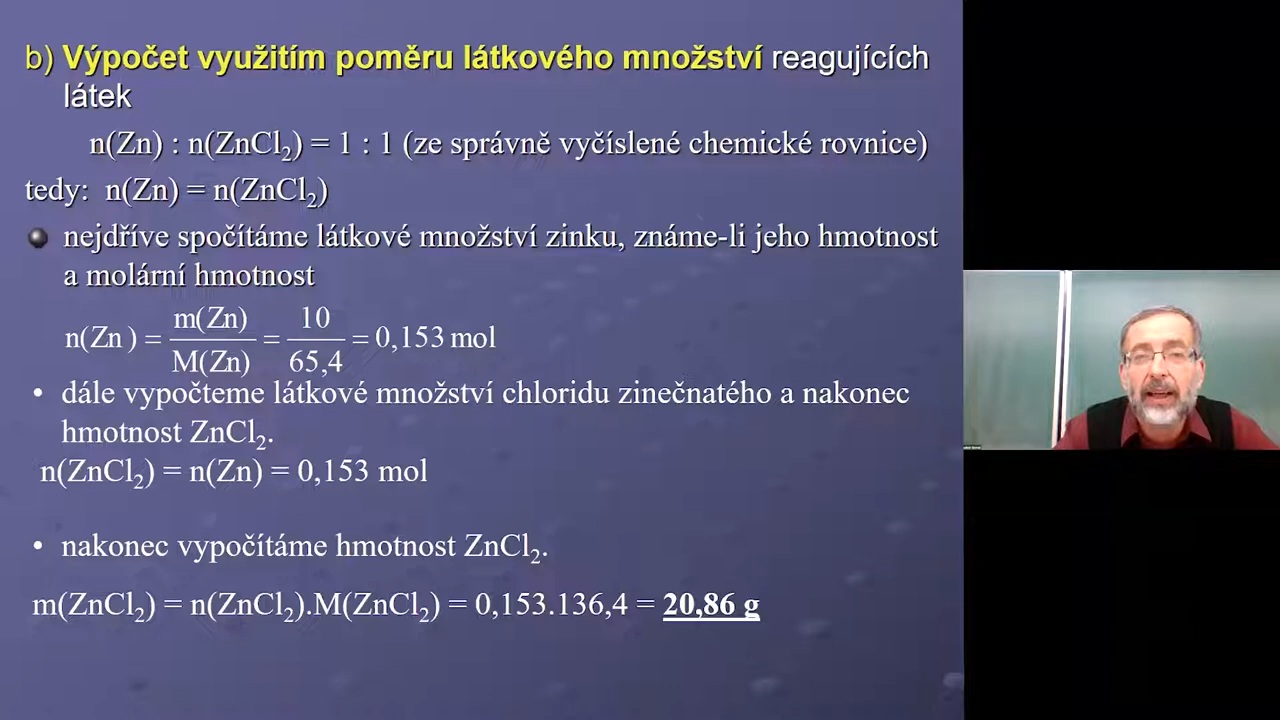 b) Výpočet využitím poměru látkového množství reagujících
látek
n(Zn) : n(ZnCl₂) = 1 : 1 (ze správně vyčíslené chemické rovnice)
tedy: n(Zn) = n(ZnCl₂)
nejdříve spočítáme látkové množství zinku, známe-li jeho hmotnost
a molární hmotnost
n(Zn) = m(Zn)/M(Zn) = 10/65,4 = 0,153 mol
• dále vypočteme látkové množství chloridu zinečnatého a nakonec
hmotnost ZnCl₂.
n(ZnCl₂) = n(Zn) = 0,153 mol
• nakonec vypočítáme hmotnost ZnCl₂.
m(ZnCl₂) = n(ZnCl₂).M(ZnCl₂) = 0,153.136,4 = 20,86 g